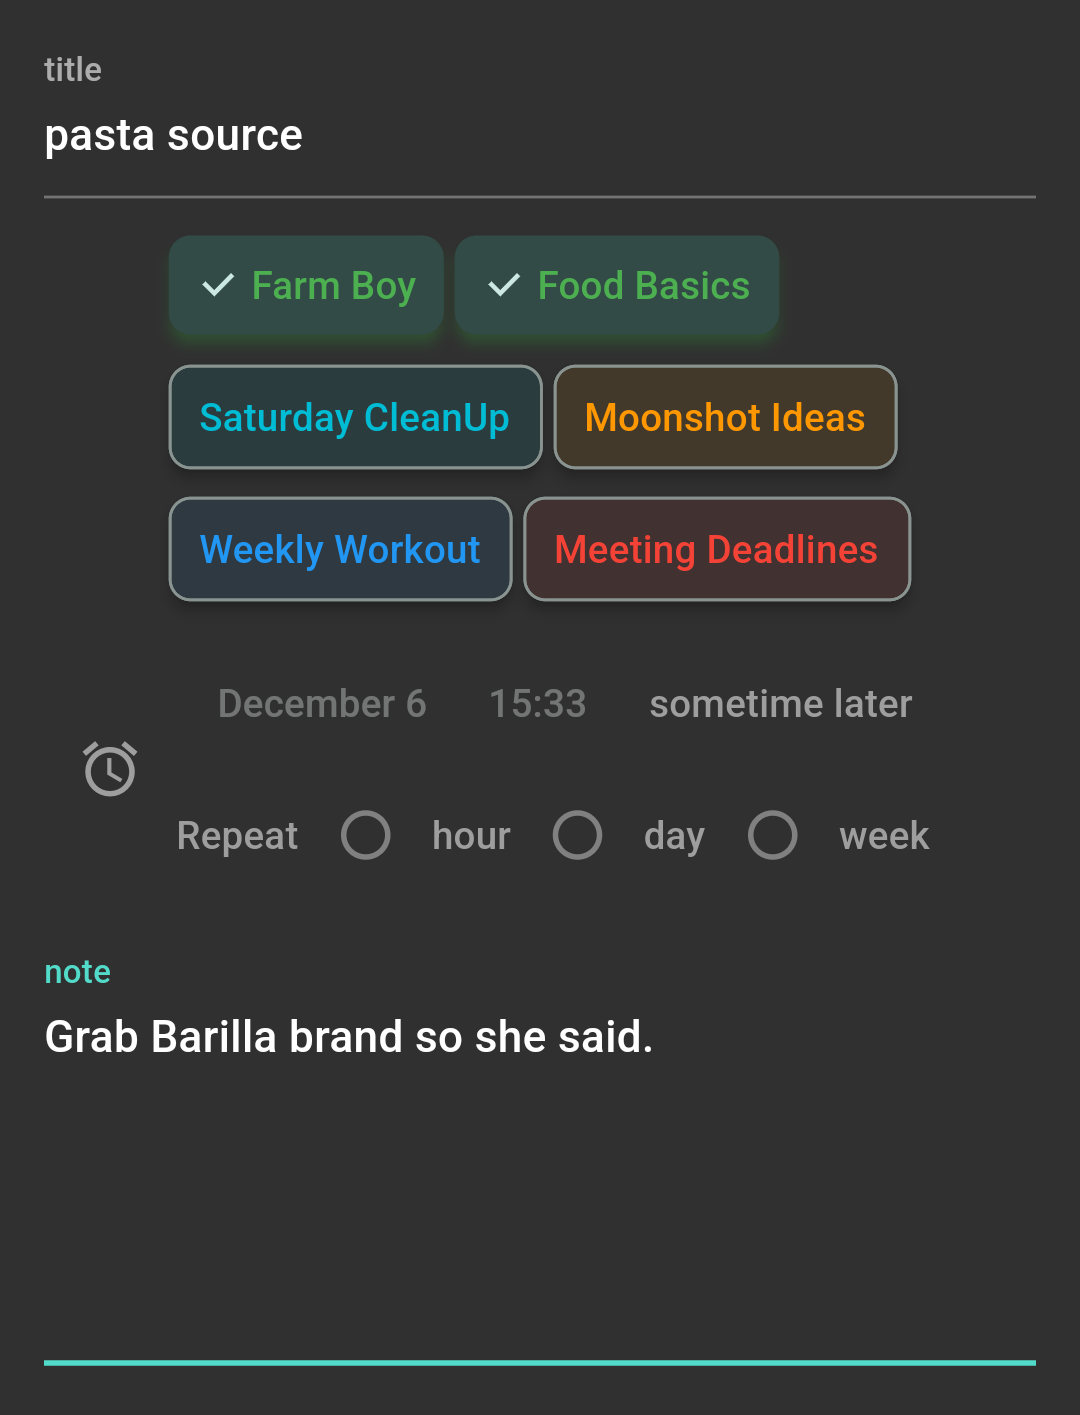 title
pasta source
Farm Boy Food Basics
Saturday CleanUp Moonshot Ideas
Weekly Workout Meeting Deadlines
December 6 15:33 sometime later
Repeat hour day week
note
Grab Barilla brand so she said.